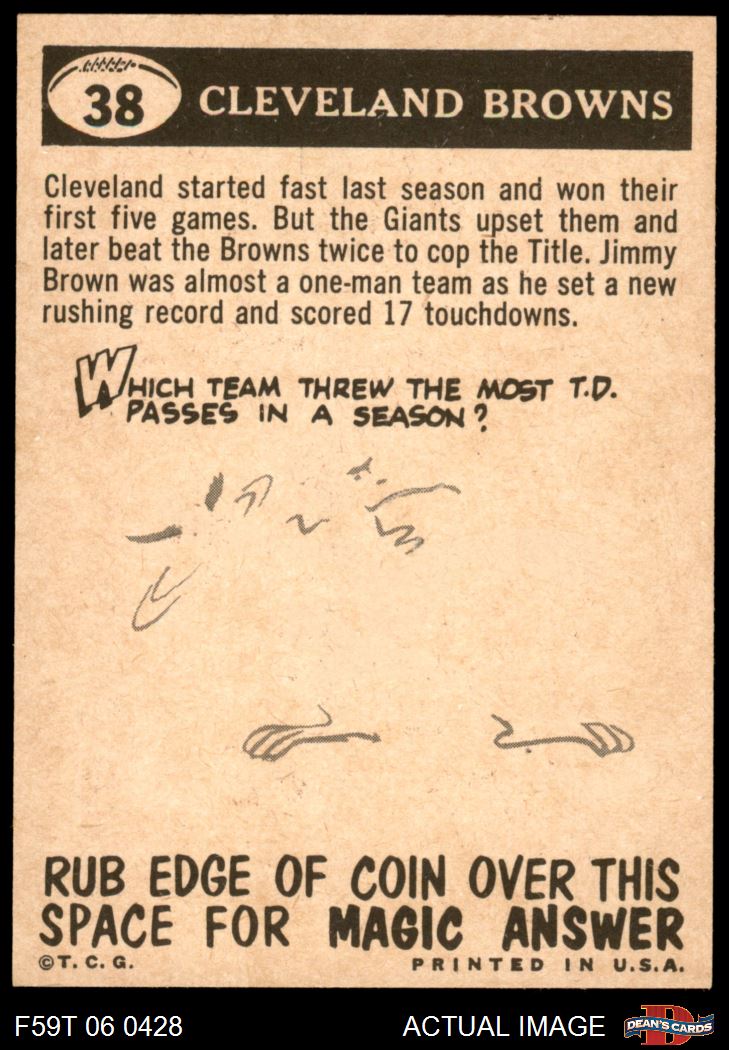 38 CLEVELAND BROWNS
Cleveland started fast last season and won their
first five games. But the Giants upset them and
later beat the Browns twice to cop the Title. Jimmy
Brown was almost a one-man team as he set a new
rushing record and scored 17 touchdowns.
WHICH TEAM THREW THE MOST T.D.
PASSES IN A SEASON?
RUB EDGE OF COIN OVER THIS
SPACE FOR MAGIC ANSWER
©T.C.G. PRINTED IN U.S.A.
F59T 06 0428 ACTUAL IMAGE D DEAN'S CARDS